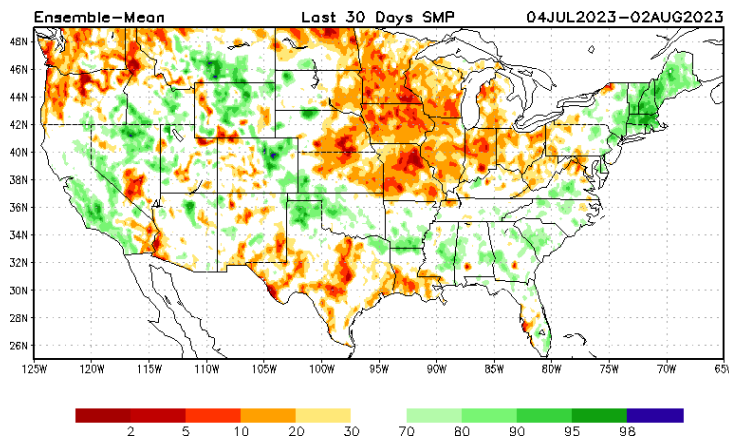 Ensemble-Mean Last 30 Days SMP 04JUL2023-02AUG2023
48N
46N
44N
42N
40N
38N
36N
34N
32N
30N
28N
26N
125W 120W 115W 110W 105W 100W 95W 90W 85W 80W 75W 70W 65W
2 5 10 20 30 70 80 90 95 98